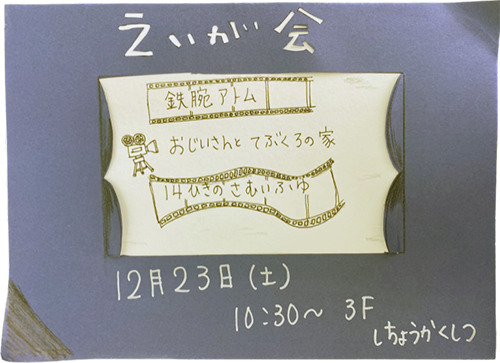 えいが会
鉄腕アトム
おじいさんと てぶくろの家
14ひきのさむいふゆ
12月23日(土)
10:30〜 3F
しちょうかくしつ